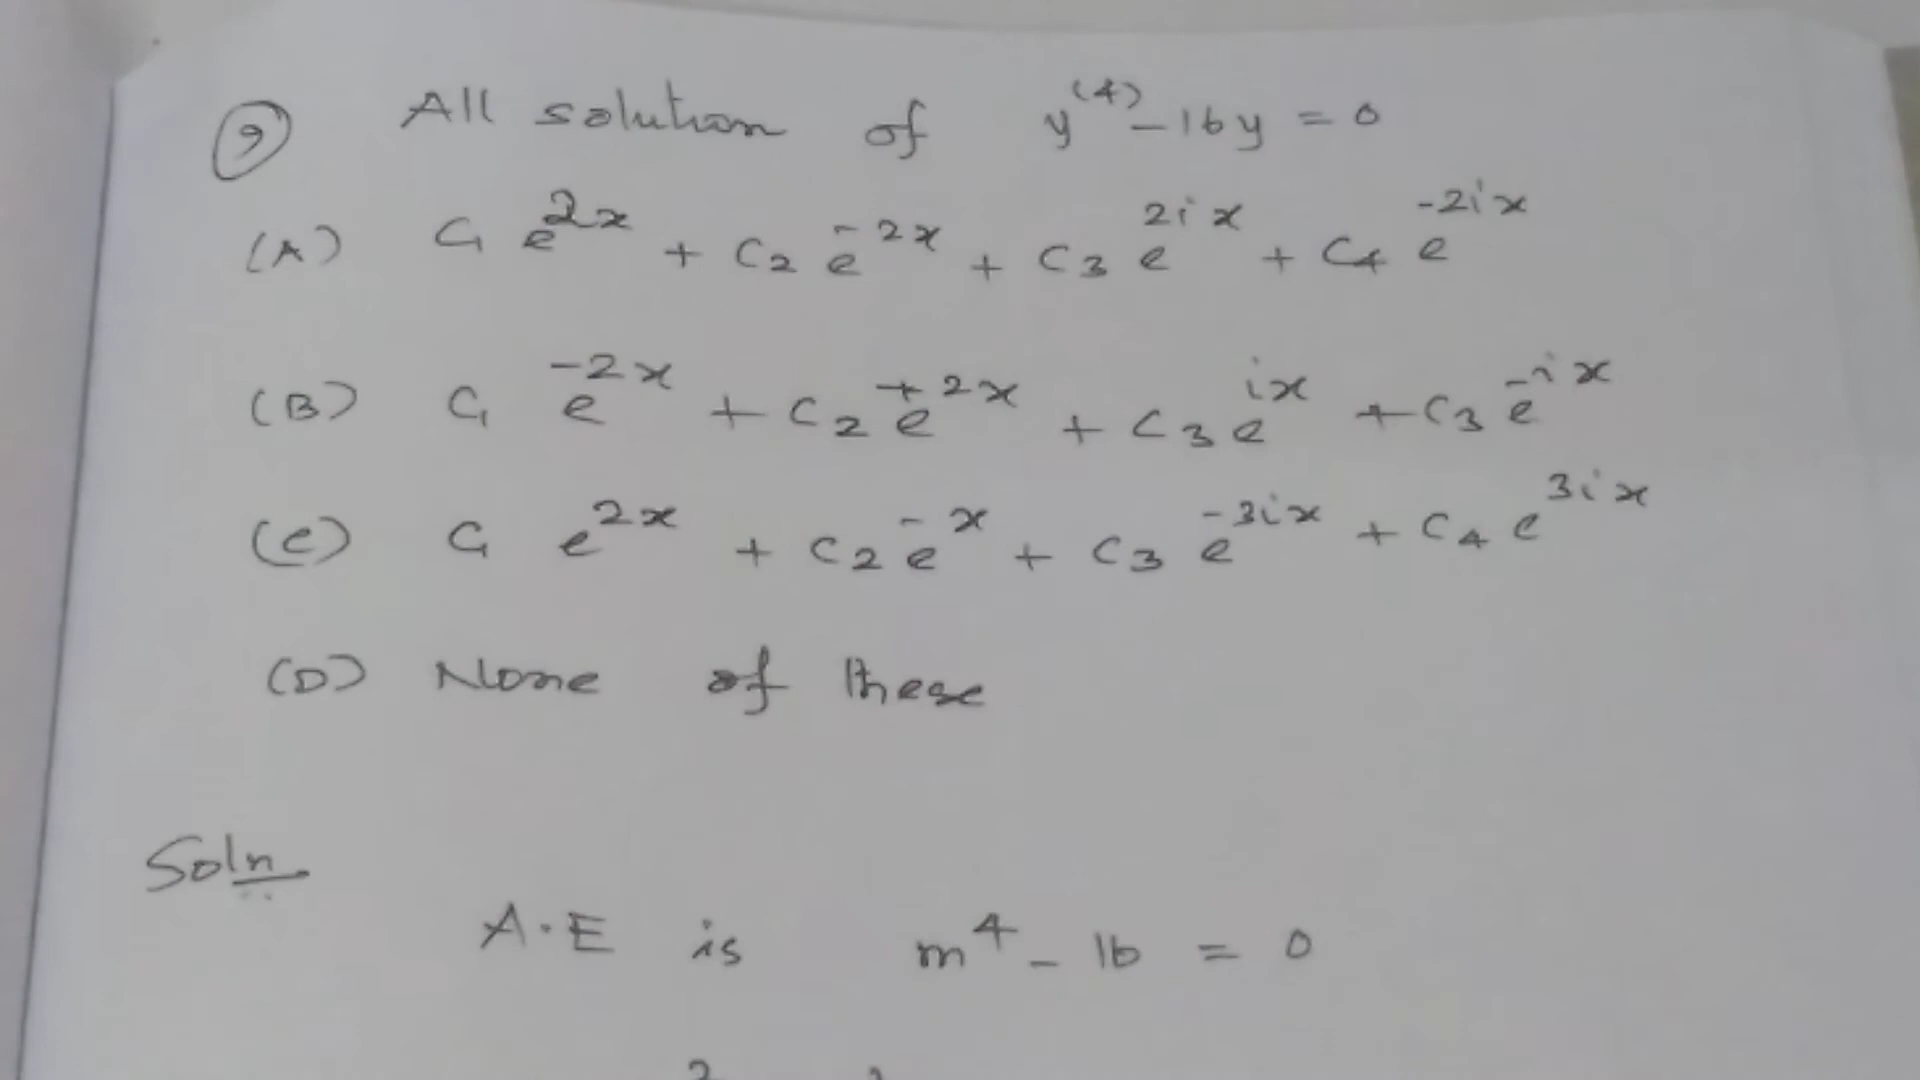 9 All solution of y^(4) - 16y = 0
(A) C1 e^2x + C2 e^-2x + C3 e^2ix + C4 e^-2ix
(B) C1 e^-2x + C2 e^+2x + C3 e^ix + C3 e^-ix
(C) C1 e^2x + C2 e^-x + C3 e^-3ix + C4 e^3ix
(D) None of these
Soln
A.E is m^4 - 16 = 0